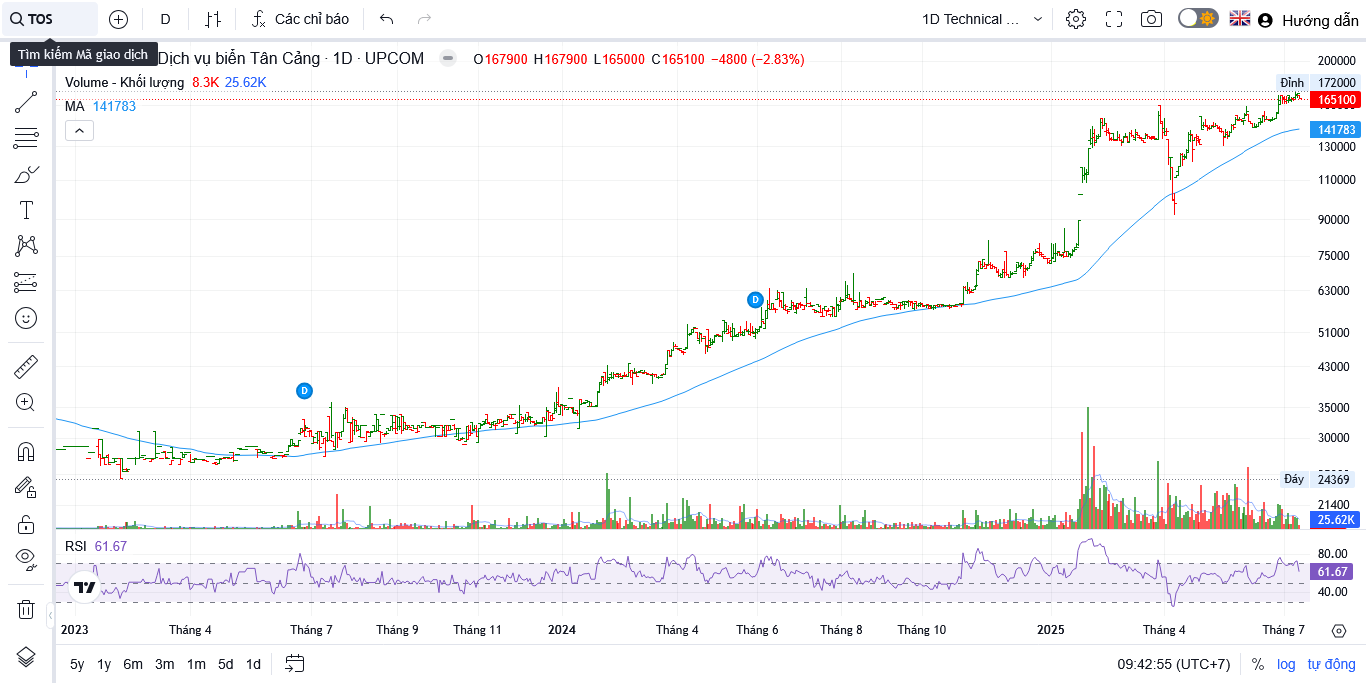 TOS D Các chỉ báo 1D Technical ... Hướng dẫn
Tìm kiếm Mã giao dịch
Dịch vụ biển Tân Cảng · 1D · UPCOM O167900 H167900 L165000 C165100 −4800 (−2.83%)
Volume - Khối lượng 8.3K 25.62K
MA 141783
200000
Đỉnh 172000
165100
141783
130000
110000
90000
75000
63000
51000
43000
35000
30000
Đáy 24369
21400
25.62K
D
D
T
RSI 61.67
80.00
61.67
40.00
2023 Tháng 4 Tháng 7 Tháng 9 Tháng 11 2024 Tháng 4 Tháng 6 Tháng 8 Tháng 10 2025 Tháng 4 Tháng 7
5y 1y 6m 3m 1m 5d 1d 09:42:55 (UTC+7) % log tự động